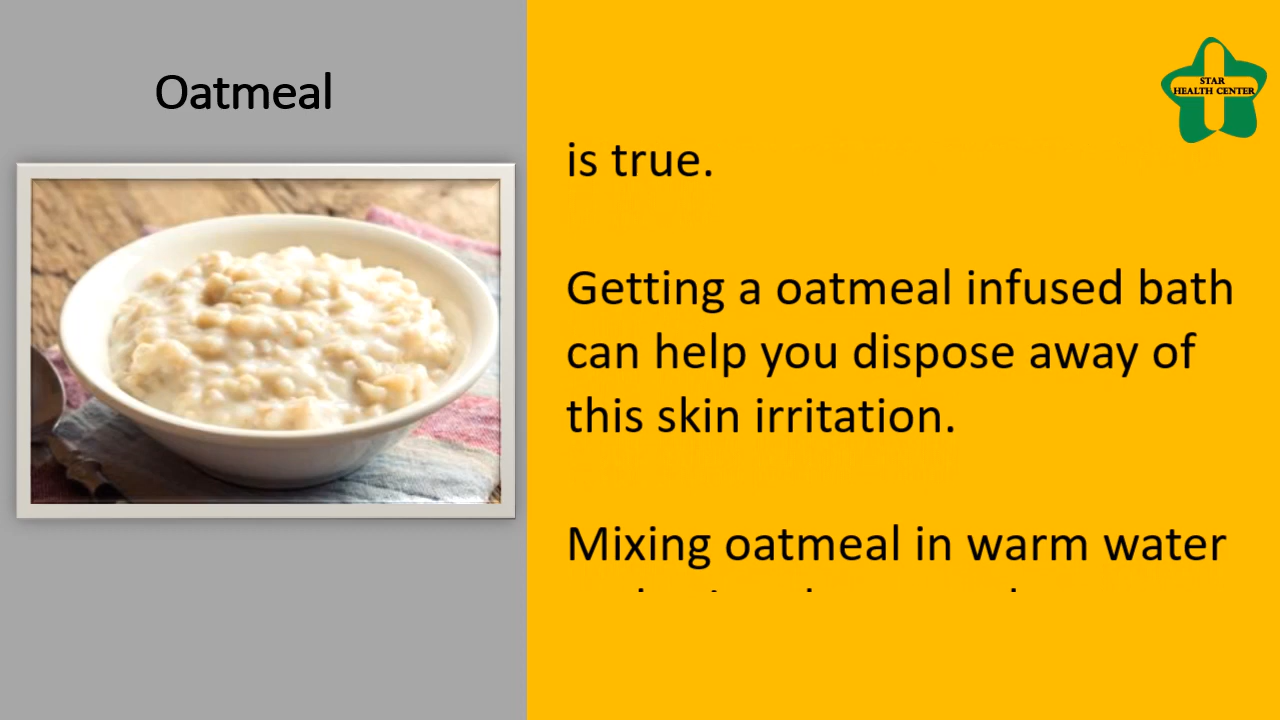 Oatmeal
STAR
HEALTH CENTER
is true.
Getting a oatmeal infused bath
can help you dispose away of
this skin irritation.
Mixing oatmeal in warm water